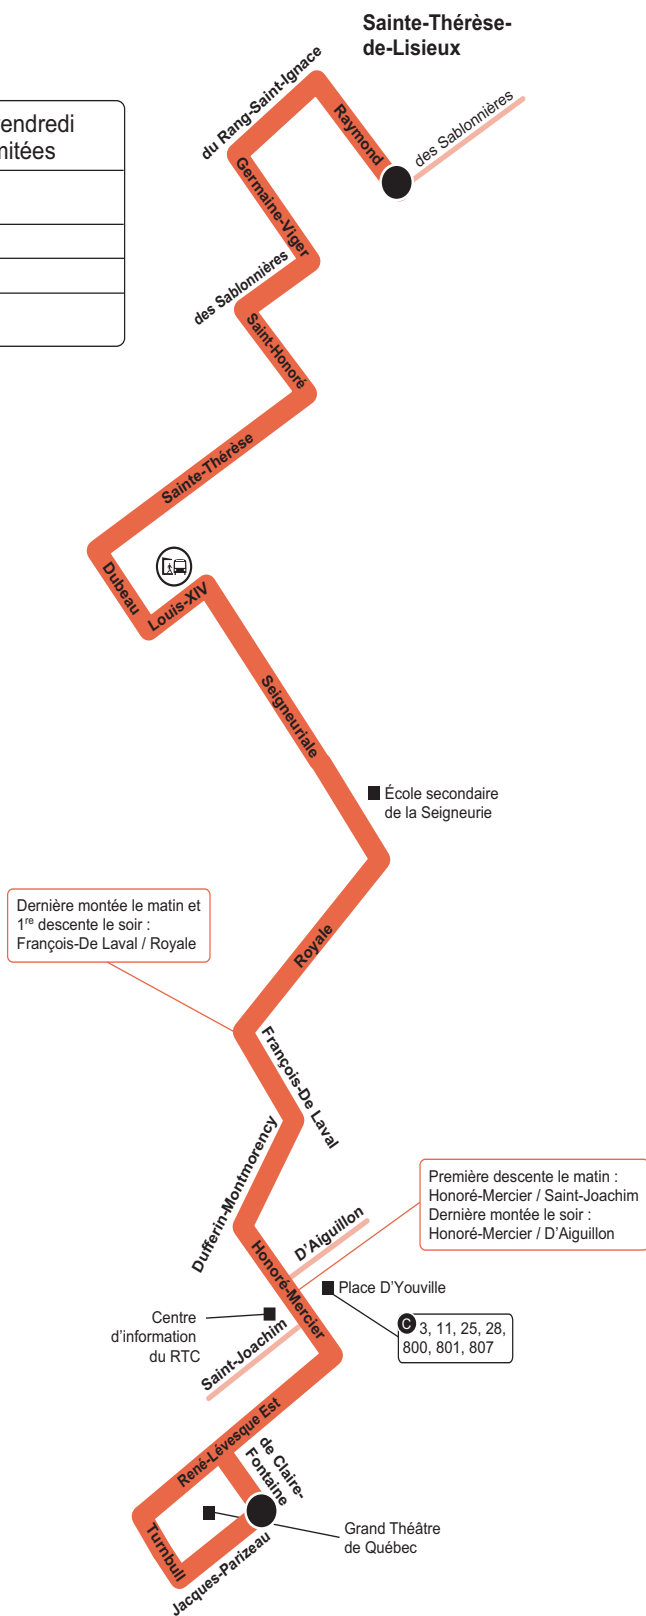 Sainte-Thérèse-
de-Lisieux
du Rang-Saint-Ignace
Raymond
des Sablonnières
Germaine-Viger
des Sablonnières
Saint-Honoré
Sainte-Thérèse
Dubeau
Louis-XIV
Seigneuriale
École secondaire
de la Seigneurie
Dernière montée le matin et
1re descente le soir :
François-De Laval / Royale
Royale
François-De Laval
Dufferin-Montmorency
Première descente le matin :
Honoré-Mercier / Saint-Joachim
Dernière montée le soir :
Honoré-Mercier / D'Aiguillon
D'Aiguillon
Honoré-Mercier
Place D'Youville
Centre
d'information
du RTC
C 3, 11, 25, 28,
800, 801, 807
Saint-Joachim
René-Lévesque Est
de Claire-
Fontaine
Turnbull
Jacques-Parizeau
Grand Théâtre
de Québec